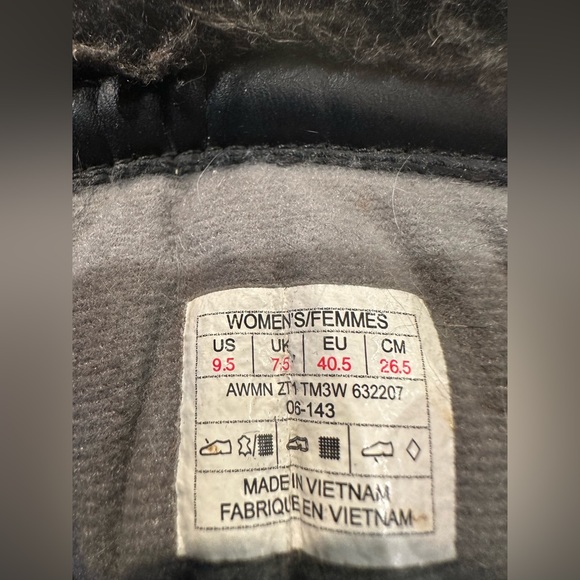 WOMEN'S/FEMMES
US UK EU CM
9.5 7.5 40.5 26.5
AWMN ZT1 TM3W 632207
06-143
MADE IN VIETNAM
FABRIQUE EN VIETNAM